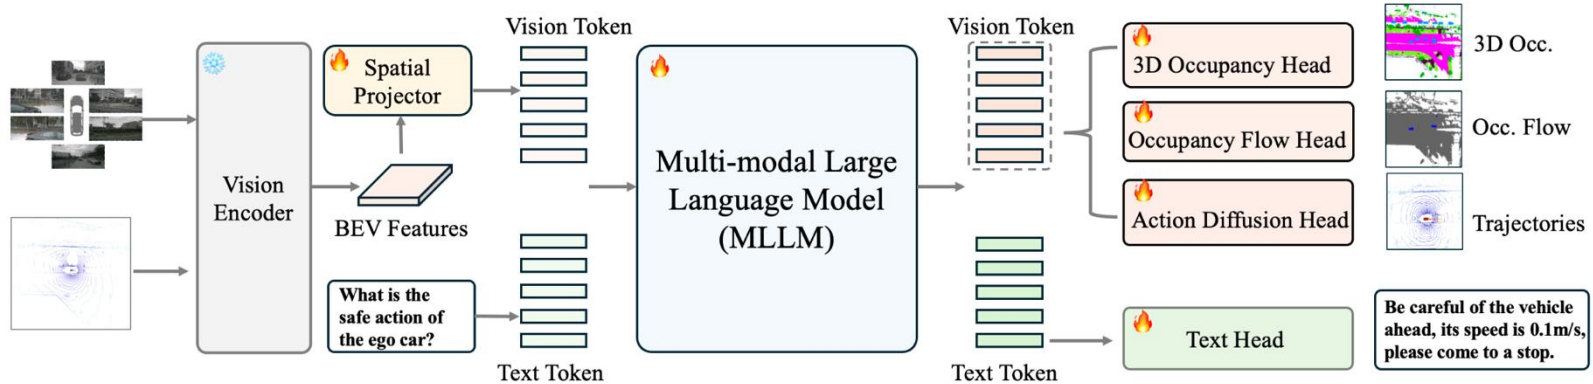 Vision Encoder
Spatial
Projector
BEV Features
What is the
safe action of
the ego car?
Vision Token
Text Token
Multi-modal Large
Language Model
(MLLM)
Vision Token
Text Token
3D Occupancy Head
Occupancy Flow Head
Action Diffusion Head
Text Head
3D Occ.
Occ. Flow
Trajectories
Be careful of the vehicle
ahead, its speed is 0.1m/s,
please come to a stop.